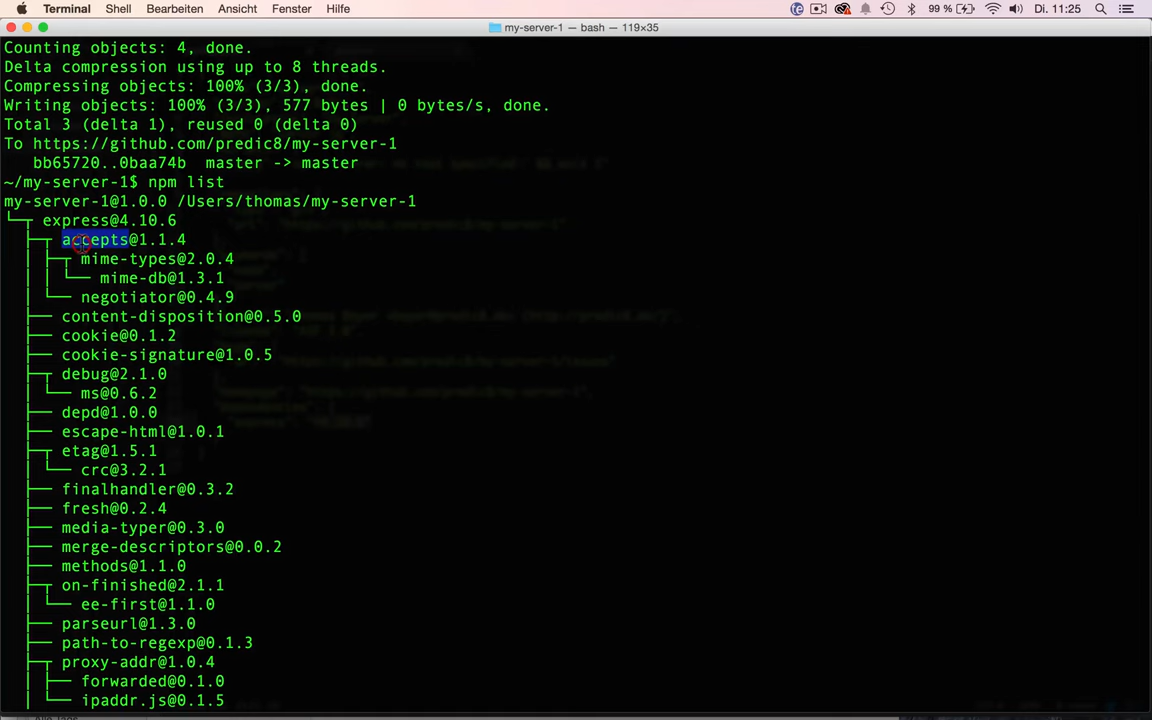 Terminal Shell Bearbeiten Ansicht Fenster Hilfe 99 % Di. 11:25
my-server-1 — bash — 119×35
Counting objects: 4, done.
Delta compression using up to 8 threads.
Compressing objects: 100% (3/3), done.
Writing objects: 100% (3/3), 577 bytes | 0 bytes/s, done.
Total 3 (delta 1), reused 0 (delta 0)
To https://github.com/predic8/my-server-1
   bb65720..0baa74b  master -> master
~/my-server-1$ npm list
my-server-1@1.0.0 /Users/thomas/my-server-1
└─┬ express@4.10.6
  ├─┬ accepts@1.1.4
  │ ├─┬ mime-types@2.0.4
  │ │ └── mime-db@1.3.1
  │ └── negotiator@0.4.9
  ├── content-disposition@0.5.0
  ├── cookie@0.1.2
  ├── cookie-signature@1.0.5
  ├─┬ debug@2.1.0
  │ └── ms@0.6.2
  ├── depd@1.0.0
  ├── escape-html@1.0.1
  ├─┬ etag@1.5.1
  │ └── crc@3.2.1
  ├── finalhandler@0.3.2
  ├── fresh@0.2.4
  ├── media-typer@0.3.0
  ├── merge-descriptors@0.0.2
  ├── methods@1.1.0
  ├─┬ on-finished@2.1.1
  │ └── ee-first@1.1.0
  ├── parseurl@1.3.0
  ├── path-to-regexp@0.1.3
  ├─┬ proxy-addr@1.0.4
  │ ├── forwarded@0.1.0
  │ └── ipaddr.js@0.1.5